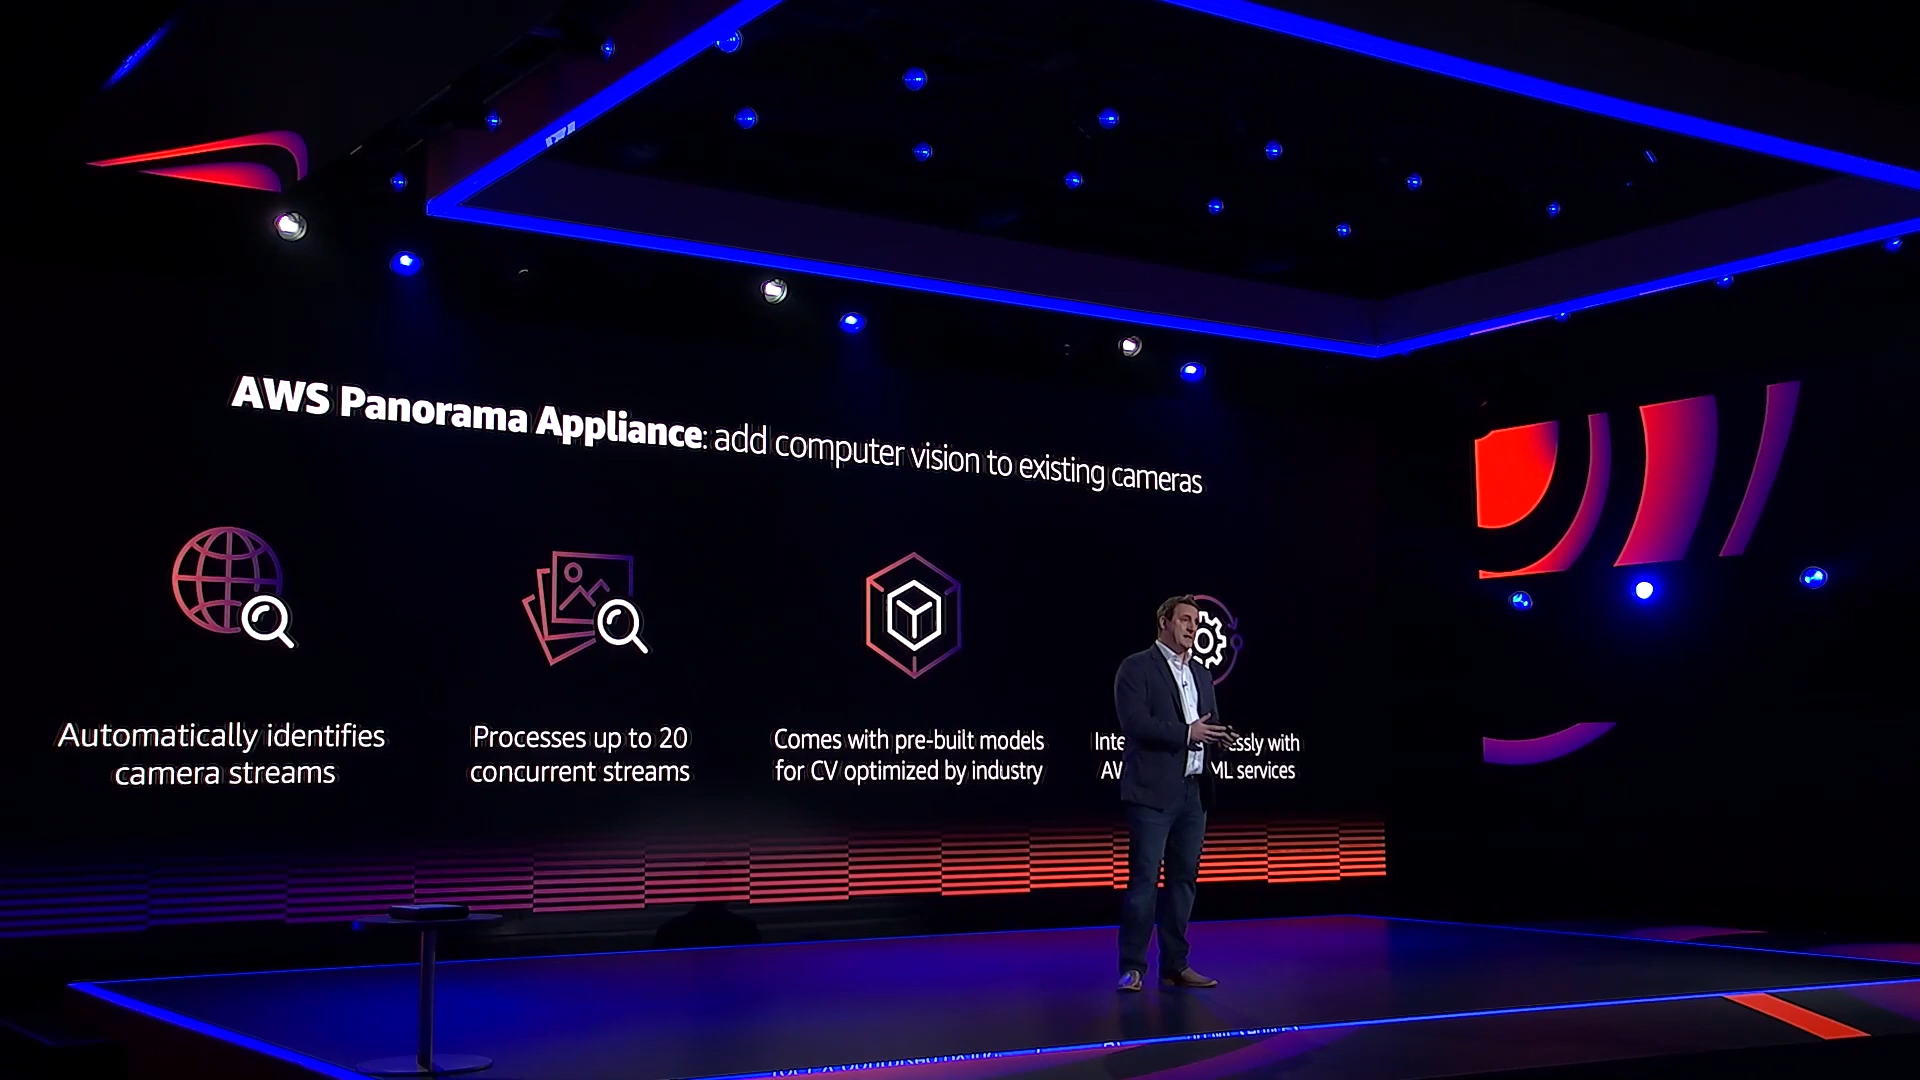 AWS Panorama Appliance: add computer vision to existing cameras
Automatically identifies
camera streams
Processes up to 20
concurrent streams
Comes with pre-built models
for CV optimized by industry
with
ML services